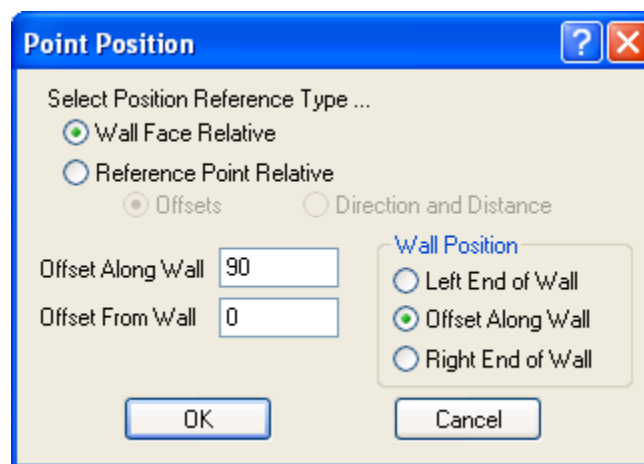 Point Position
?
Select Position Reference Type ...
Wall Face Relative
Reference Point Relative
Offsets Direction and Distance
Offset Along Wall 90
Offset From Wall 0
Wall Position
Left End of Wall
Offset Along Wall
Right End of Wall
OK Cancel